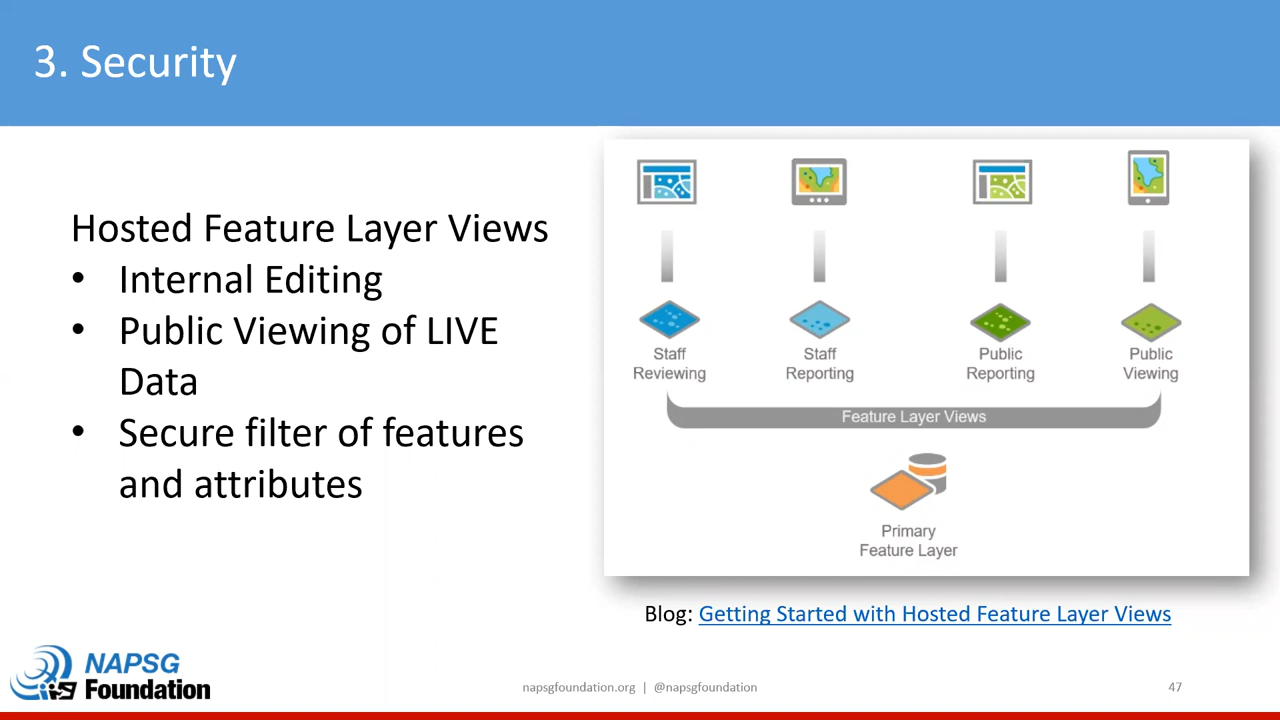 3. Security
Hosted Feature Layer Views
• Internal Editing
• Public Viewing of LIVE
Data
• Secure filter of features
and attributes
Staff
Reviewing
Staff
Reporting
Public
Reporting
Public
Viewing
Feature Layer Views
Primary
Feature Layer
Blog: Getting Started with Hosted Feature Layer Views
NAPSG
Foundation
napsgfoundation.org | @napsgfoundation
47